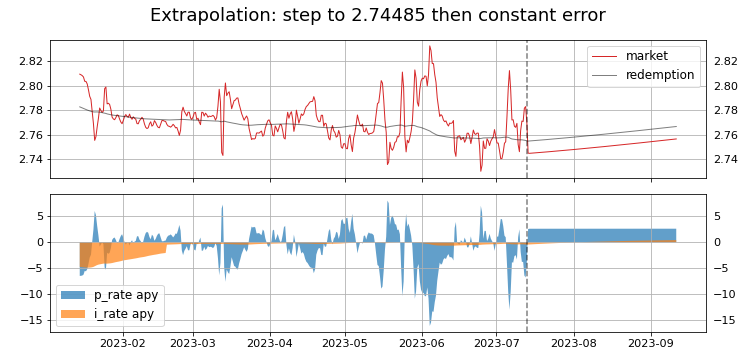 Extrapolation: step to 2.74485 then constant error
2.82 2.82
2.80 2.80
2.78 2.78
2.76 2.76
2.74 2.74
market
redemption
5 5
0 0
−5 −5
−10 −10
−15 −15
p_rate apy
i_rate apy
2023-02 2023-03 2023-04 2023-05 2023-06 2023-07 2023-08 2023-09